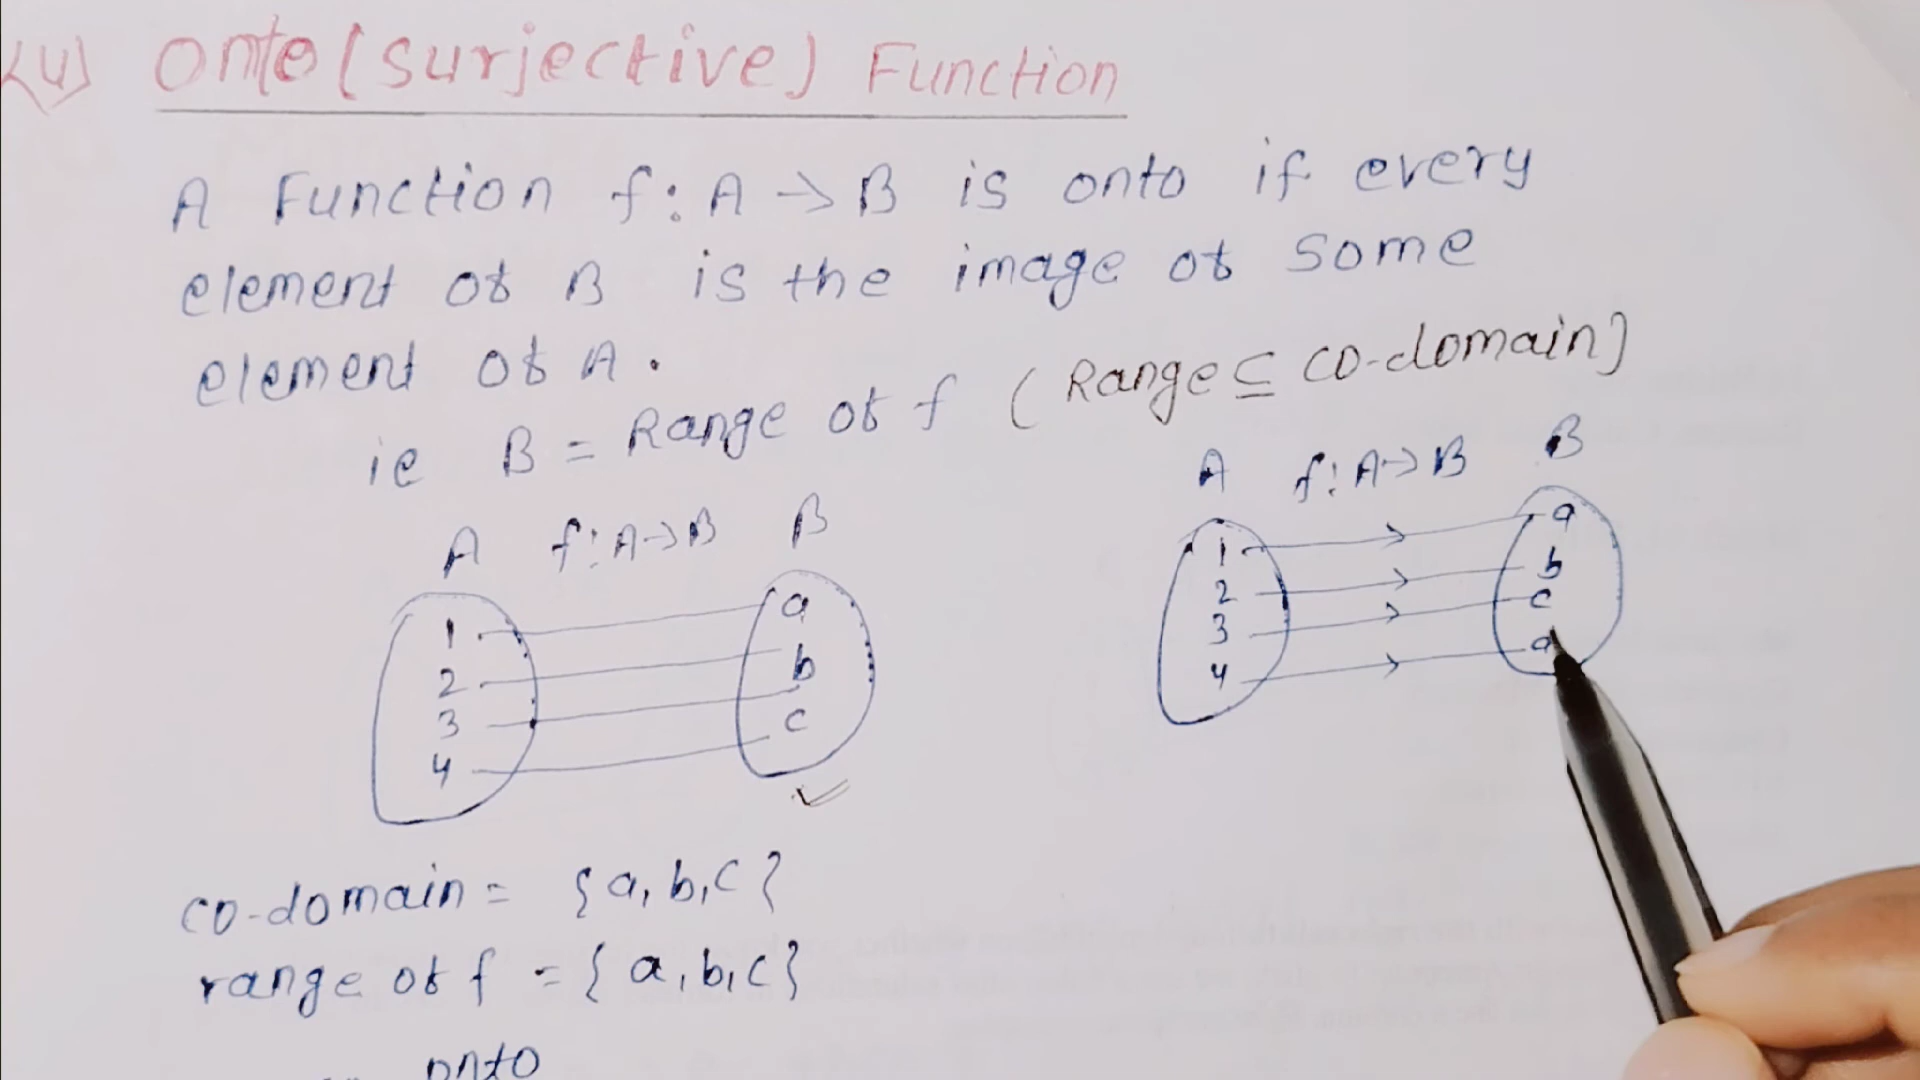 (4) Onto (surjective) Function
A Function f: A → B is onto if every
element of B is the image of some
element of A.
ie B = Range of f (Range ⊆ co-domain)
A f: A→B B
1 a
2 b
3 c
4
A f: A→B B
1 a
2 b
3 c
4
co-domain = {a, b, c}
range of f = {a, b, c}
onto